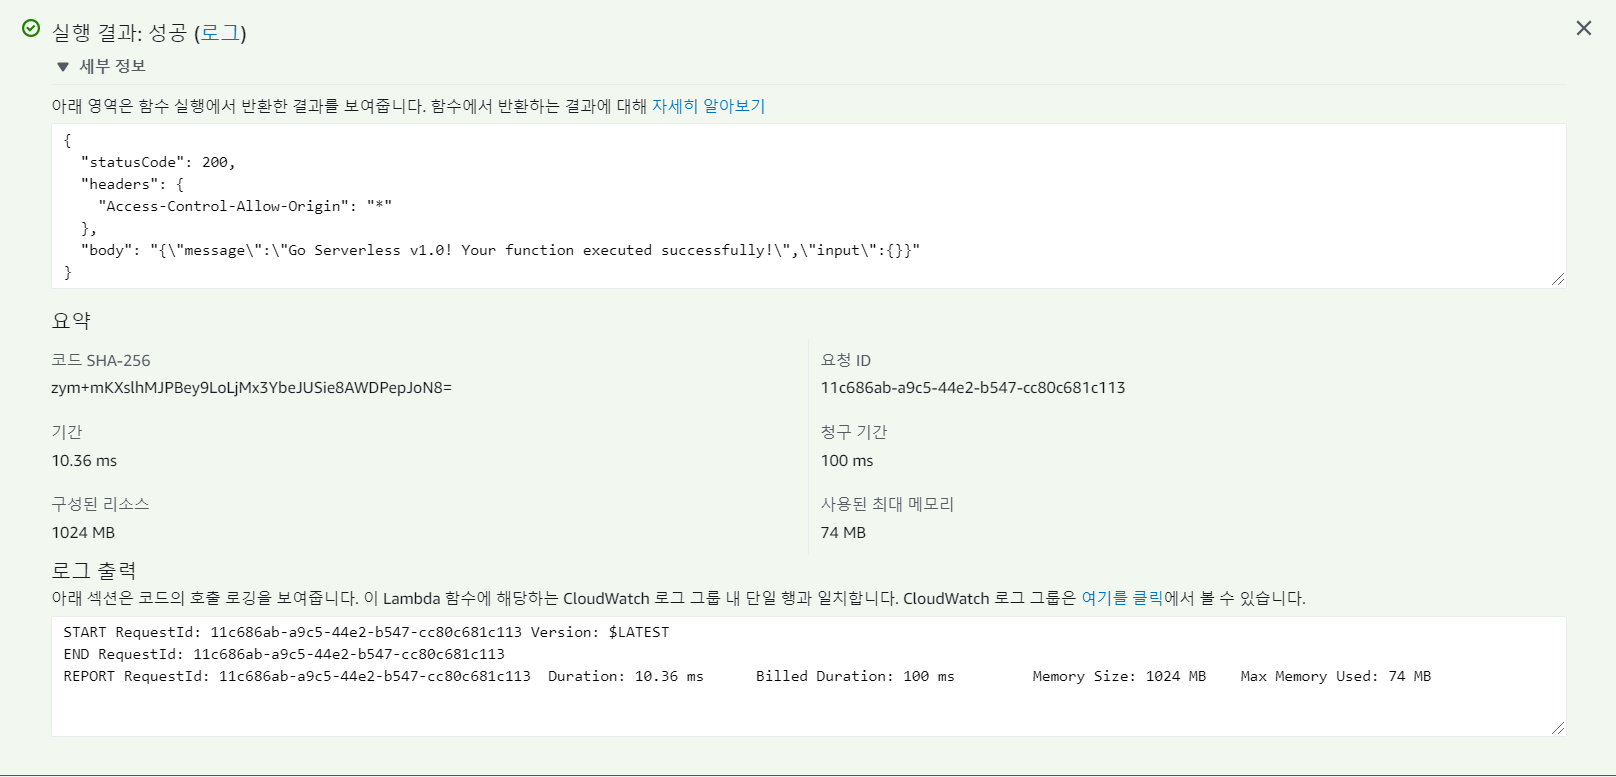 실행 결과: 성공 (로그)
▼ 세부 정보
아래 영역은 함수 실행에서 반환한 결과를 보여줍니다. 함수에서 반환하는 결과에 대해 자세히 알아보기
{
  "statusCode": 200,
  "headers": {
    "Access-Control-Allow-Origin": "*"
  },
  "body": "{\"message\":\"Go Serverless v1.0! Your function executed successfully!\",\"input\":{}}"
}
요약
코드 SHA-256
zym+mKXslhMJPBey9LoLjMx3YbeJUSie8AWDPepJoN8=
요청 ID
11c686ab-a9c5-44e2-b547-cc80c681c113
기간
10.36 ms
청구 기간
100 ms
구성된 리소스
1024 MB
사용된 최대 메모리
74 MB
로그 출력
아래 섹션은 코드의 호출 로깅을 보여줍니다. 이 Lambda 함수에 해당하는 CloudWatch 로그 그룹 내 단일 행과 일치합니다. CloudWatch 로그 그룹은 여기를 클릭에서 볼 수 있습니다.
START RequestId: 11c686ab-a9c5-44e2-b547-cc80c681c113 Version: $LATEST
END RequestId: 11c686ab-a9c5-44e2-b547-cc80c681c113
REPORT RequestId: 11c686ab-a9c5-44e2-b547-cc80c681c113  Duration: 10.36 ms      Billed Duration: 100 ms         Memory Size: 1024 MB    Max Memory Used: 74 MB